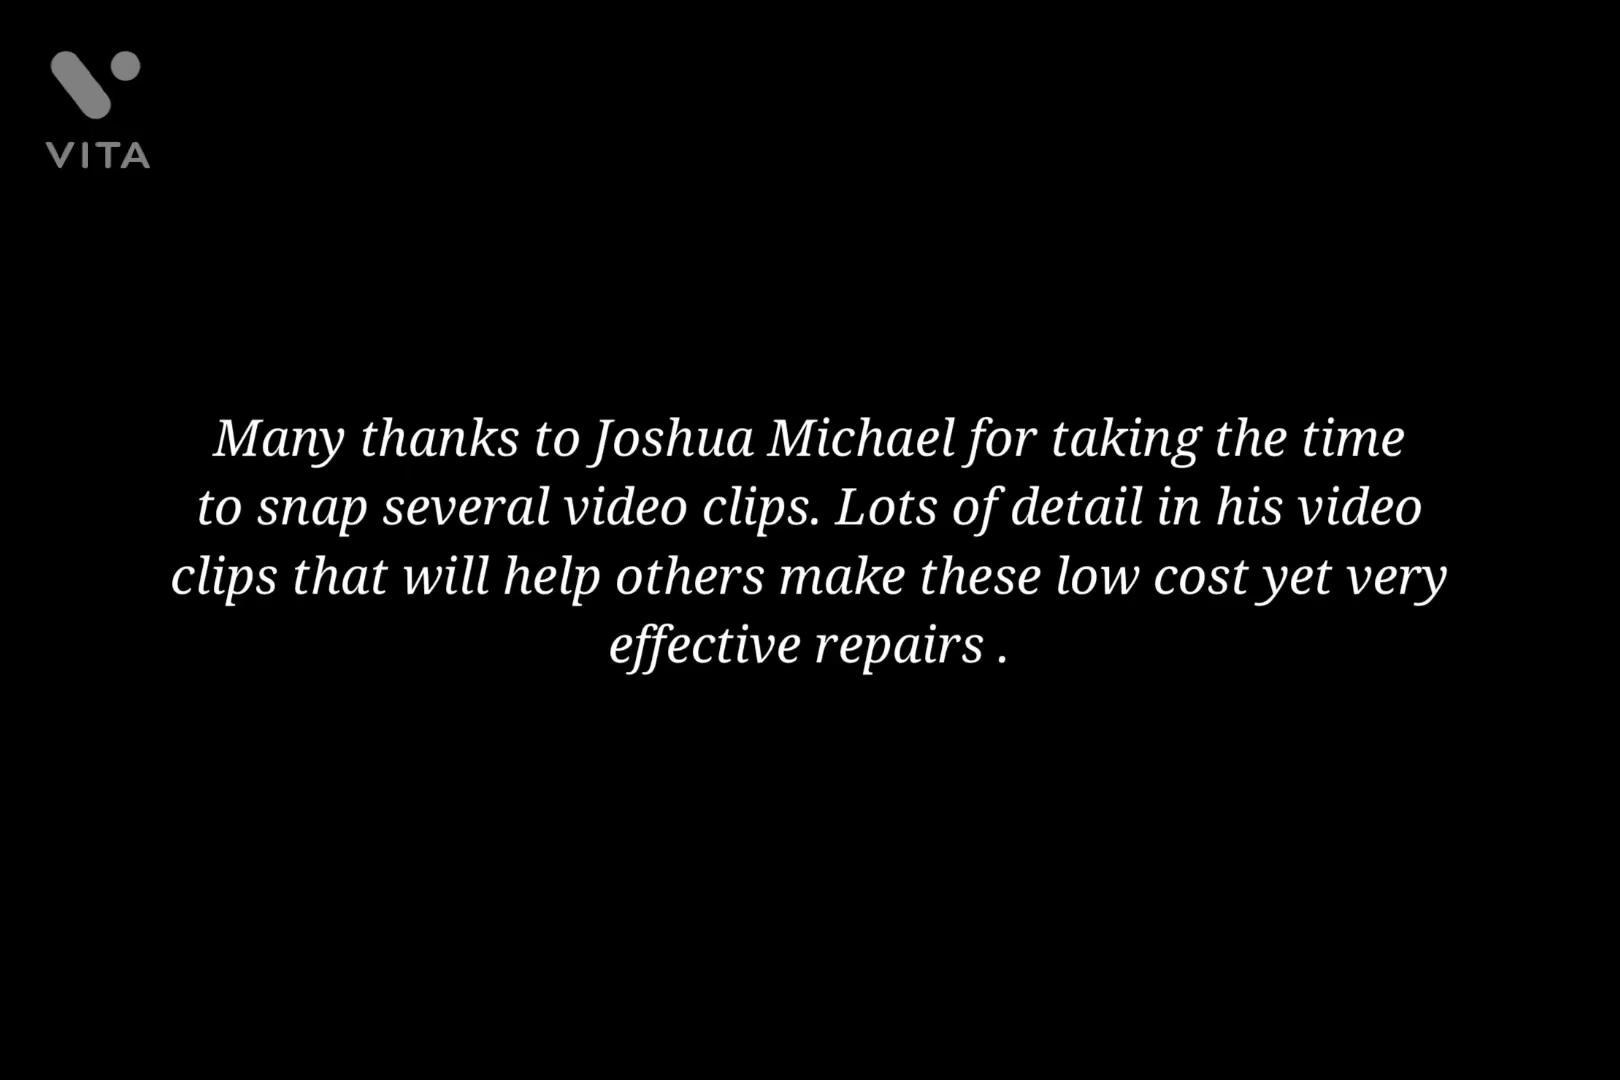 VITA
Many thanks to Joshua Michael for taking the time
to snap several video clips. Lots of detail in his video
clips that will help others make these low cost yet very
effective repairs .